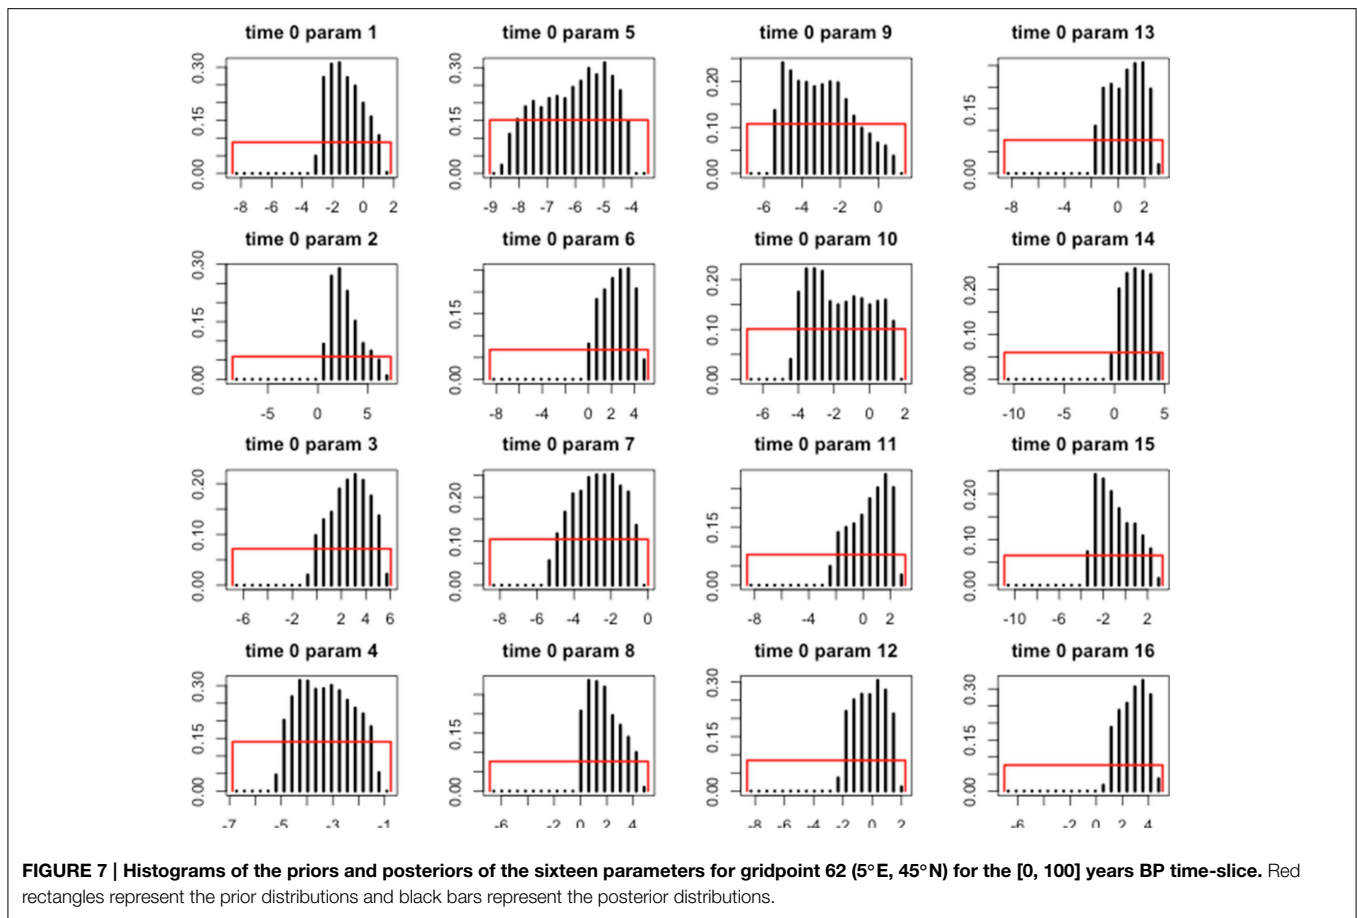 time 0 param 1 time 0 param 5 time 0 param 9 time 0 param 13
0.00 0.15 0.30 0.00 0.15 0.30 0.00 0.10 0.20 0.00 0.15
-8 -6 -4 -2 0 2 -9 -8 -7 -6 -5 -4 -6 -4 -2 0 -8 -4 0 2
time 0 param 2 time 0 param 6 time 0 param 10 time 0 param 14
0.00 0.15 0.30 0.00 0.15 0.00 0.10 0.20 0.00 0.10 0.20
-5 0 5 -8 -4 0 2 4 -6 -4 -2 0 2 -10 -5 0 5
time 0 param 3 time 0 param 7 time 0 param 11 time 0 param 15
0.00 0.10 0.20 0.00 0.10 0.20 0.00 0.15 0.00 0.10 0.20
-6 -2 2 4 6 -8 -6 -4 -2 0 -8 -4 0 2 -10 -6 -2 2
time 0 param 4 time 0 param 8 time 0 param 12 time 0 param 16
0.00 0.15 0.30 0.00 0.15 0.00 0.15 0.30 0.00 0.15 0.30
-7 -5 -3 -1 -6 -2 0 2 4 -8 -6 -4 -2 0 2 -6 -2 0 2 4
FIGURE 7 | Histograms of the priors and posteriors of the sixteen parameters for gridpoint 62 (5°E, 45°N) for the [0, 100] years BP time-slice. Red
rectangles represent the prior distributions and black bars represent the posterior distributions.